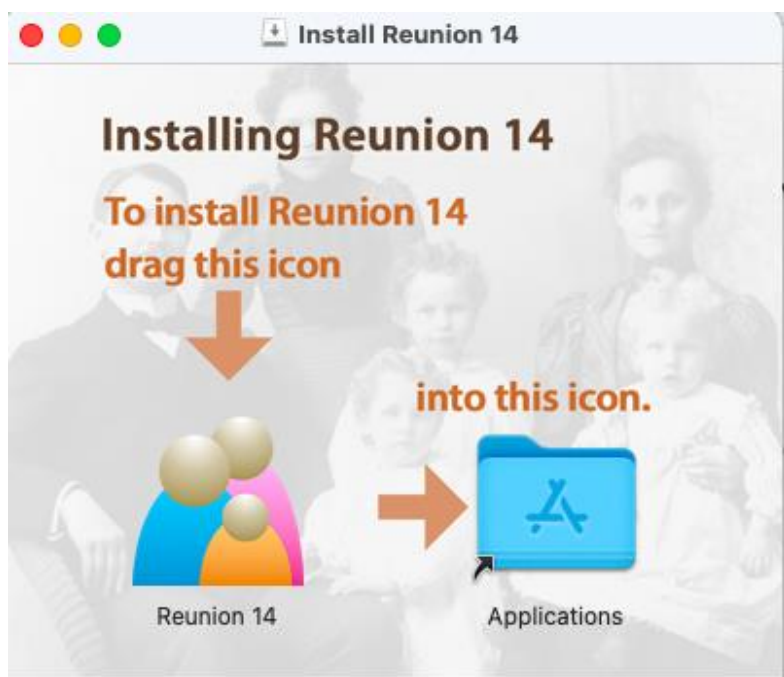 Install Reunion 14
Installing Reunion 14
To install Reunion 14
drag this icon
into this icon.
Reunion 14
Applications